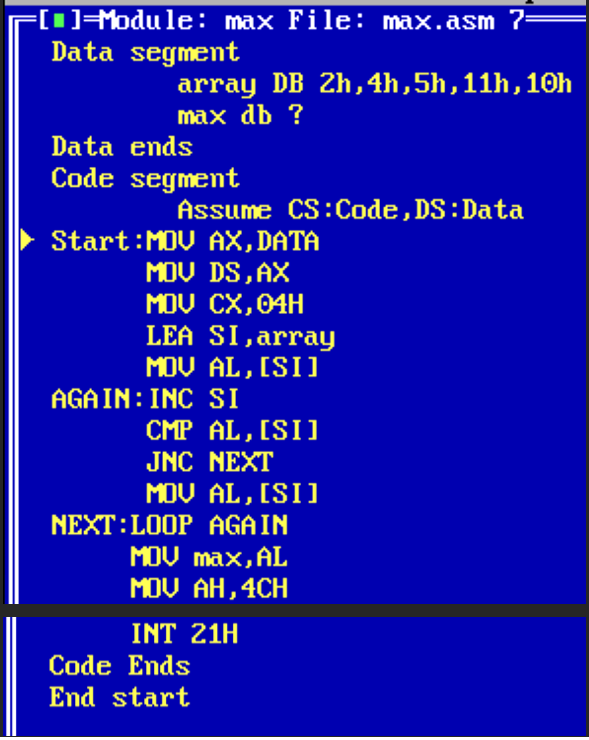 [■]=Module: max File: max.asm 7
Data segment
array DB 2h,4h,5h,11h,10h
max db ?
Data ends
Code segment
Assume CS:Code,DS:Data
Start:MOV AX,DATA
MOV DS,AX
MOV CX,04H
LEA SI,array
MOV AL,[SI]
AGAIN:INC SI
CMP AL,[SI]
JNC NEXT
MOV AL,[SI]
NEXT:LOOP AGAIN
MOV max,AL
MOV AH,4CH
INT 21H
Code Ends
End start